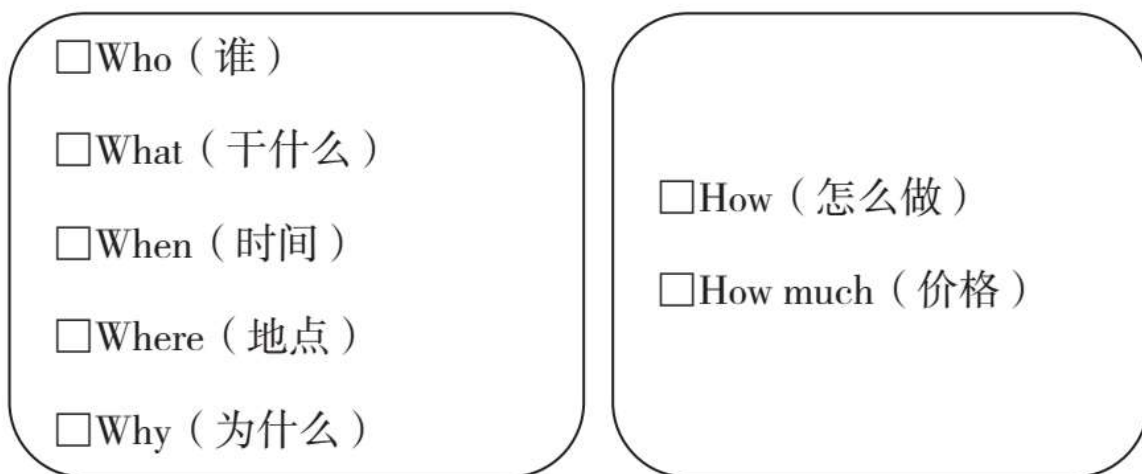 □Who（谁）
□What（干什么）
□When（时间）
□Where（地点）
□Why（为什么）
□How（怎么做）
□How much（价格）